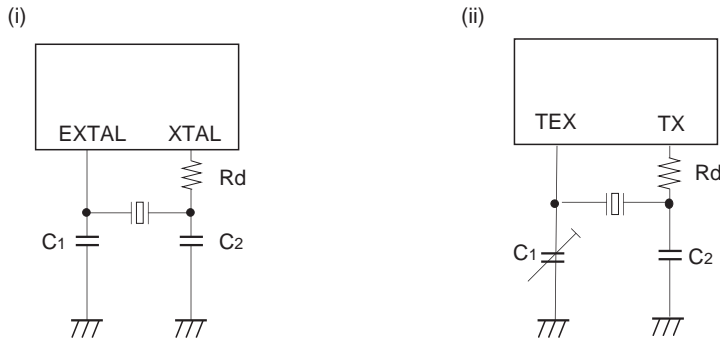 (i)
EXTAL XTAL
Rd
C1
C2
(ii)
TEX TX
Rd
C1
C2